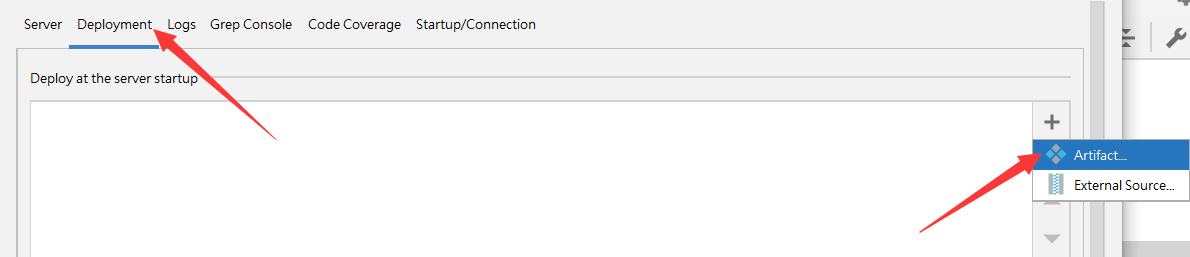 Server Deployment Logs Grep Console Code Coverage Startup/Connection
Deploy at the server startup
Artifact...
External Source...